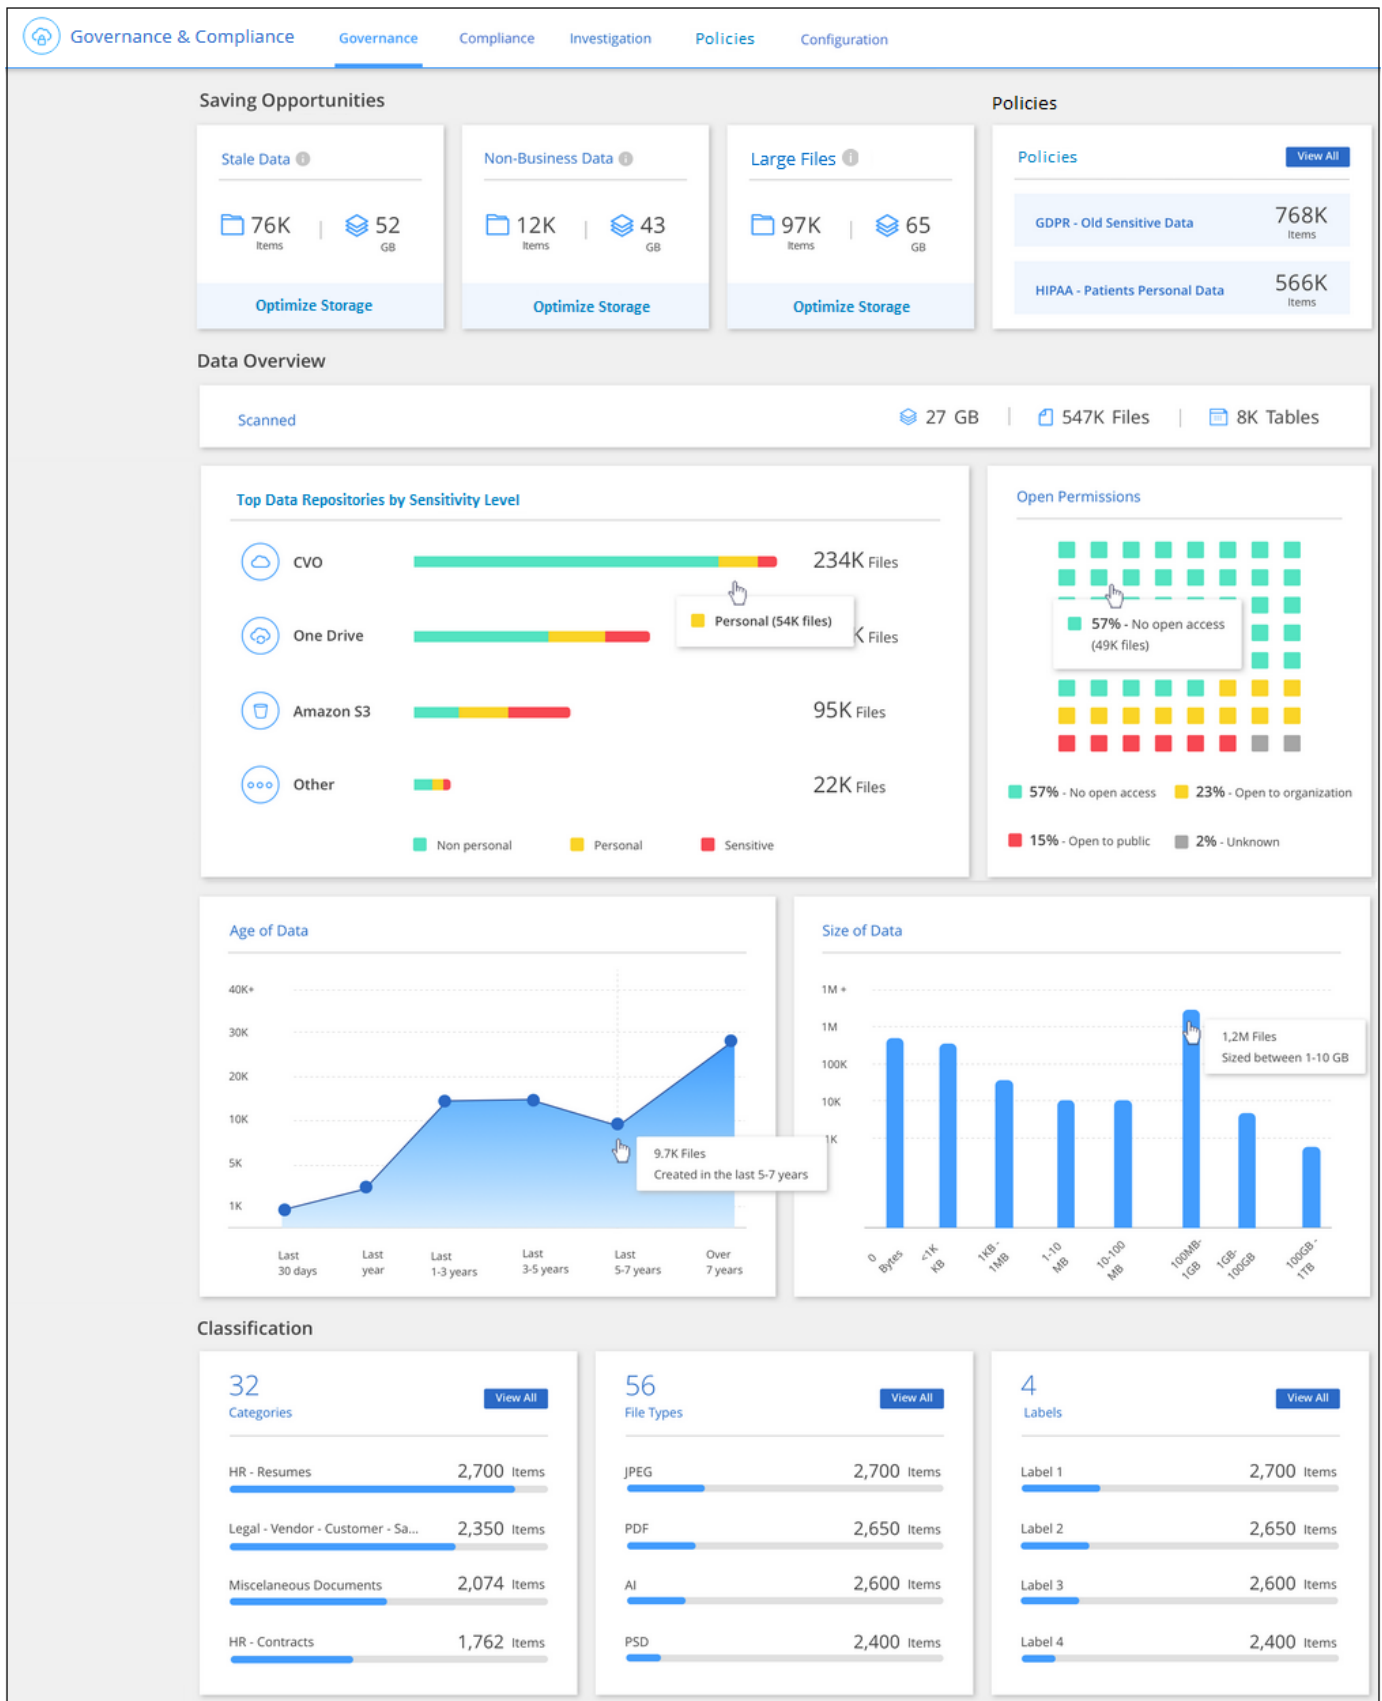 Governance & Compliance
Governance
Compliance
Investigation
Policies
Configuration
Saving Opportunities
Policies
Stale Data
76K
Items
52
GB
Optimize Storage
Non-Business Data
12K
Items
43
GB
Optimize Storage
Large Files
97K
Items
65
GB
Optimize Storage
Policies
View All
GDPR - Old Sensitive Data
768K
Items
HIPAA - Patients Personal Data
566K
Items
Data Overview
Scanned
27 GB
547K Files
8K Tables
Top Data Repositories by Sensitivity Level
CVO
234K Files
Personal (54K files)
One Drive
K Files
Amazon S3
95K Files
Other
22K Files
Non personal
Personal
Sensitive
Open Permissions
57% - No open access
(49K files)
57% - No open access
23% - Open to organization
15% - Open to public
2% - Unknown
Age of Data
40K+
30K
20K
10K
5K
1K
9.7K Files
Created in the last 5-7 years
Last
30 days
Last
year
Last
1-3 years
Last
3-5 years
Last
5-7 years
Over
7 years
Size of Data
1M +
1M
100K
10K
1K
1,2M Files
Sized between 1-10 GB
0
Bytes
<1K
KB
1KB -
1MB
1-10
MB
10-100
MB
100MB-
1GB
1GB-
100GB
100GB -
1TB
Classification
32
Categories
View All
HR - Resumes
2,700 Items
Legal - Vendor - Customer - Sa...
2,350 Items
Miscelaneous Documents
2,074 Items
HR - Contracts
1,762 Items
56
File Types
View All
JPEG
2,700 Items
PDF
2,650 Items
AI
2,600 Items
PSD
2,400 Items
4
Labels
View All
Label 1
2,700 Items
Label 2
2,650 Items
Label 3
2,600 Items
Label 4
2,400 Items